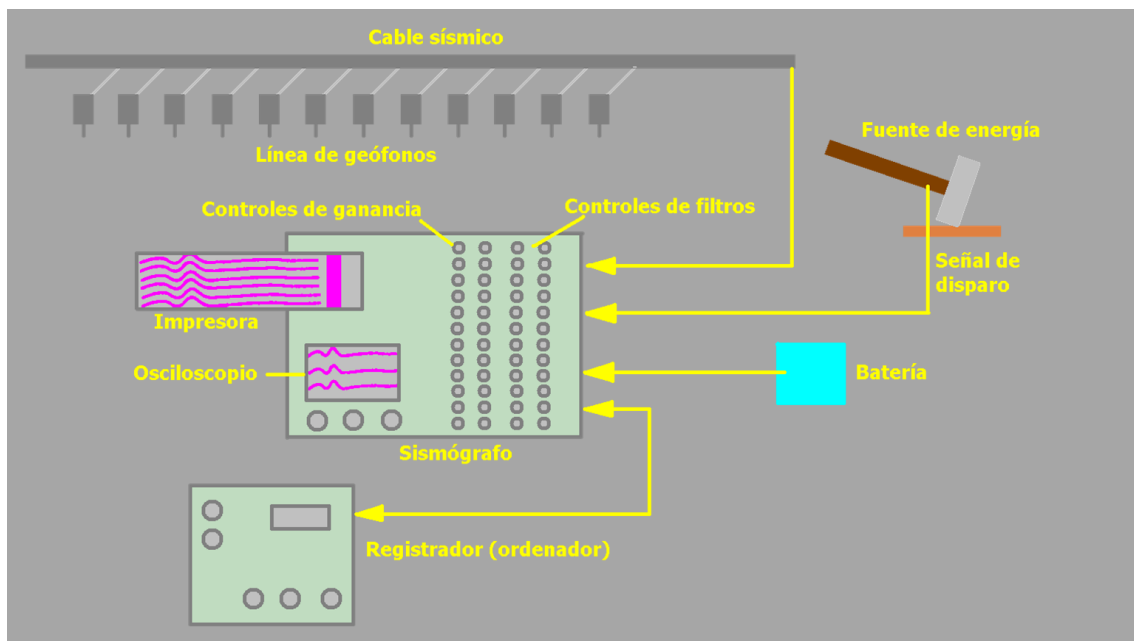 Cable sísmico
Línea de geófonos
Fuente de energía
Controles de ganancia
Controles de filtros
Señal de
disparo
Impresora
Osciloscopio
Batería
Sismógrafo
Registrador (ordenador)